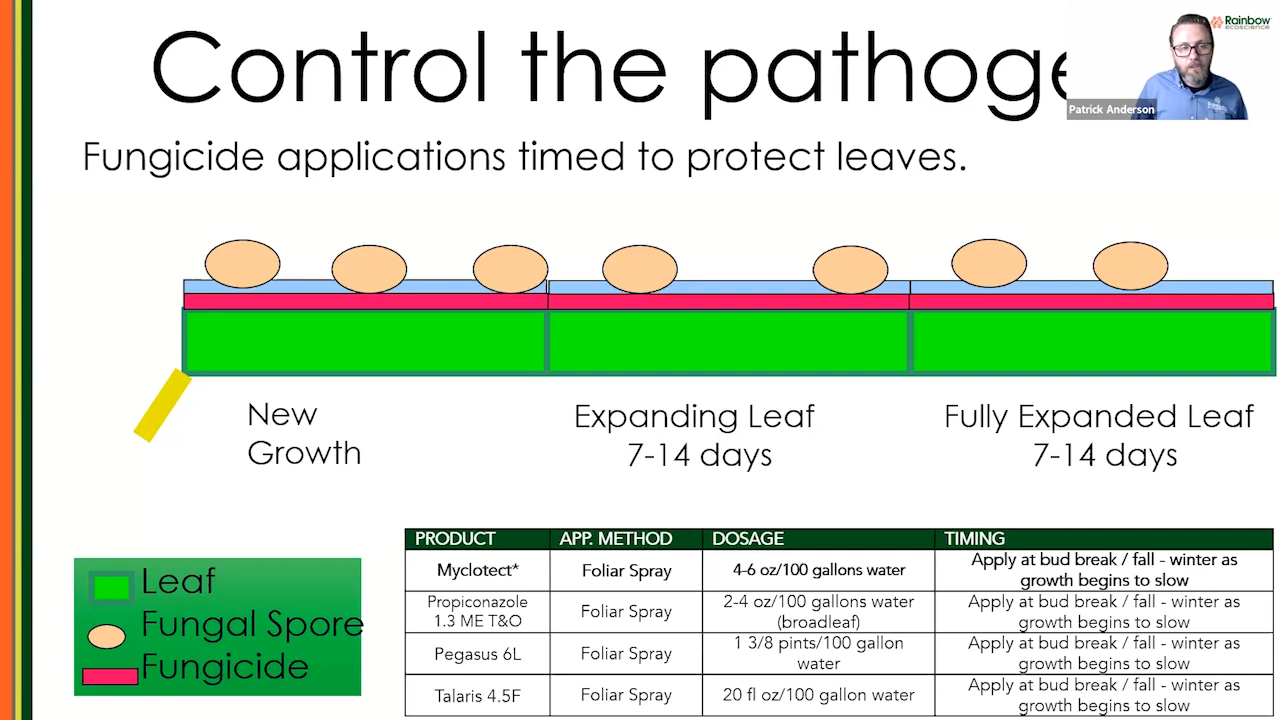 Control the pathoge
Rainbow
ecoscience
Patrick Anderson
Fungicide applications timed to protect leaves.
New
Growth
Expanding Leaf
7-14 days
Fully Expanded Leaf
7-14 days
Leaf
Fungal Spore
Fungicide
PRODUCT APP. METHOD DOSAGE TIMING
Myclotect* Foliar Spray 4-6 oz/100 gallons water Apply at bud break / fall - winter as
growth begins to slow
Propiconazole
1.3 ME T&O Foliar Spray 2-4 oz/100 gallons water
(broadleaf) Apply at bud break / fall - winter as
growth begins to slow
Pegasus 6L Foliar Spray 1 3/8 pints/100 gallon
water Apply at bud break / fall - winter as
growth begins to slow
Talaris 4.5F Foliar Spray 20 fl oz/100 gallon water Apply at bud break / fall - winter as
growth begins to slow